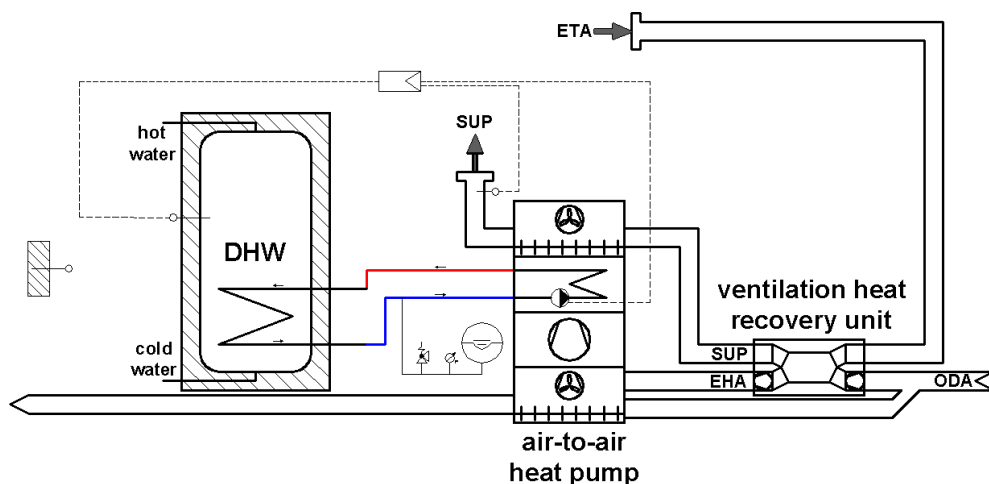 ETA
SUP
hot
water
DHW
cold
water
ventilation heat
recovery unit
SUP
EHA
ODA
air-to-air
heat pump